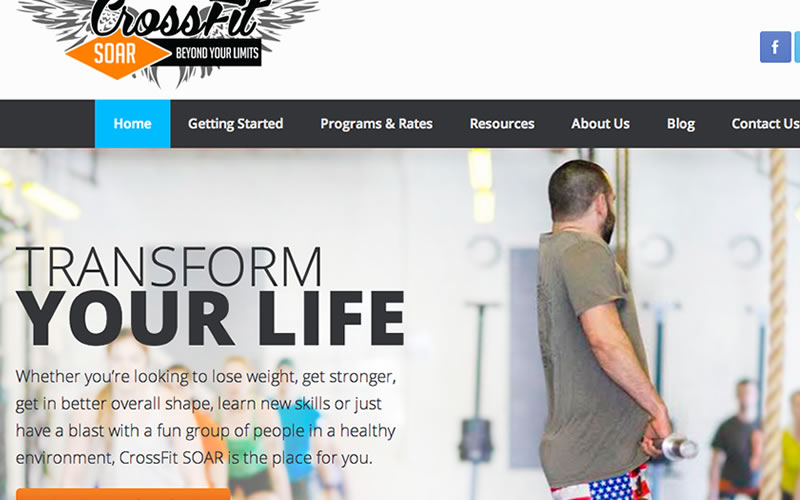 CrossFit
SOAR
BEYOND YOUR LIMITS
f
Home Getting Started Programs & Rates Resources About Us Blog Contact Us
TRANSFORM
YOUR LIFE
Whether you're looking to lose weight, get stronger,
get in better overall shape, learn new skills or just
have a blast with a fun group of people in a healthy
environment, CrossFit SOAR is the place for you.